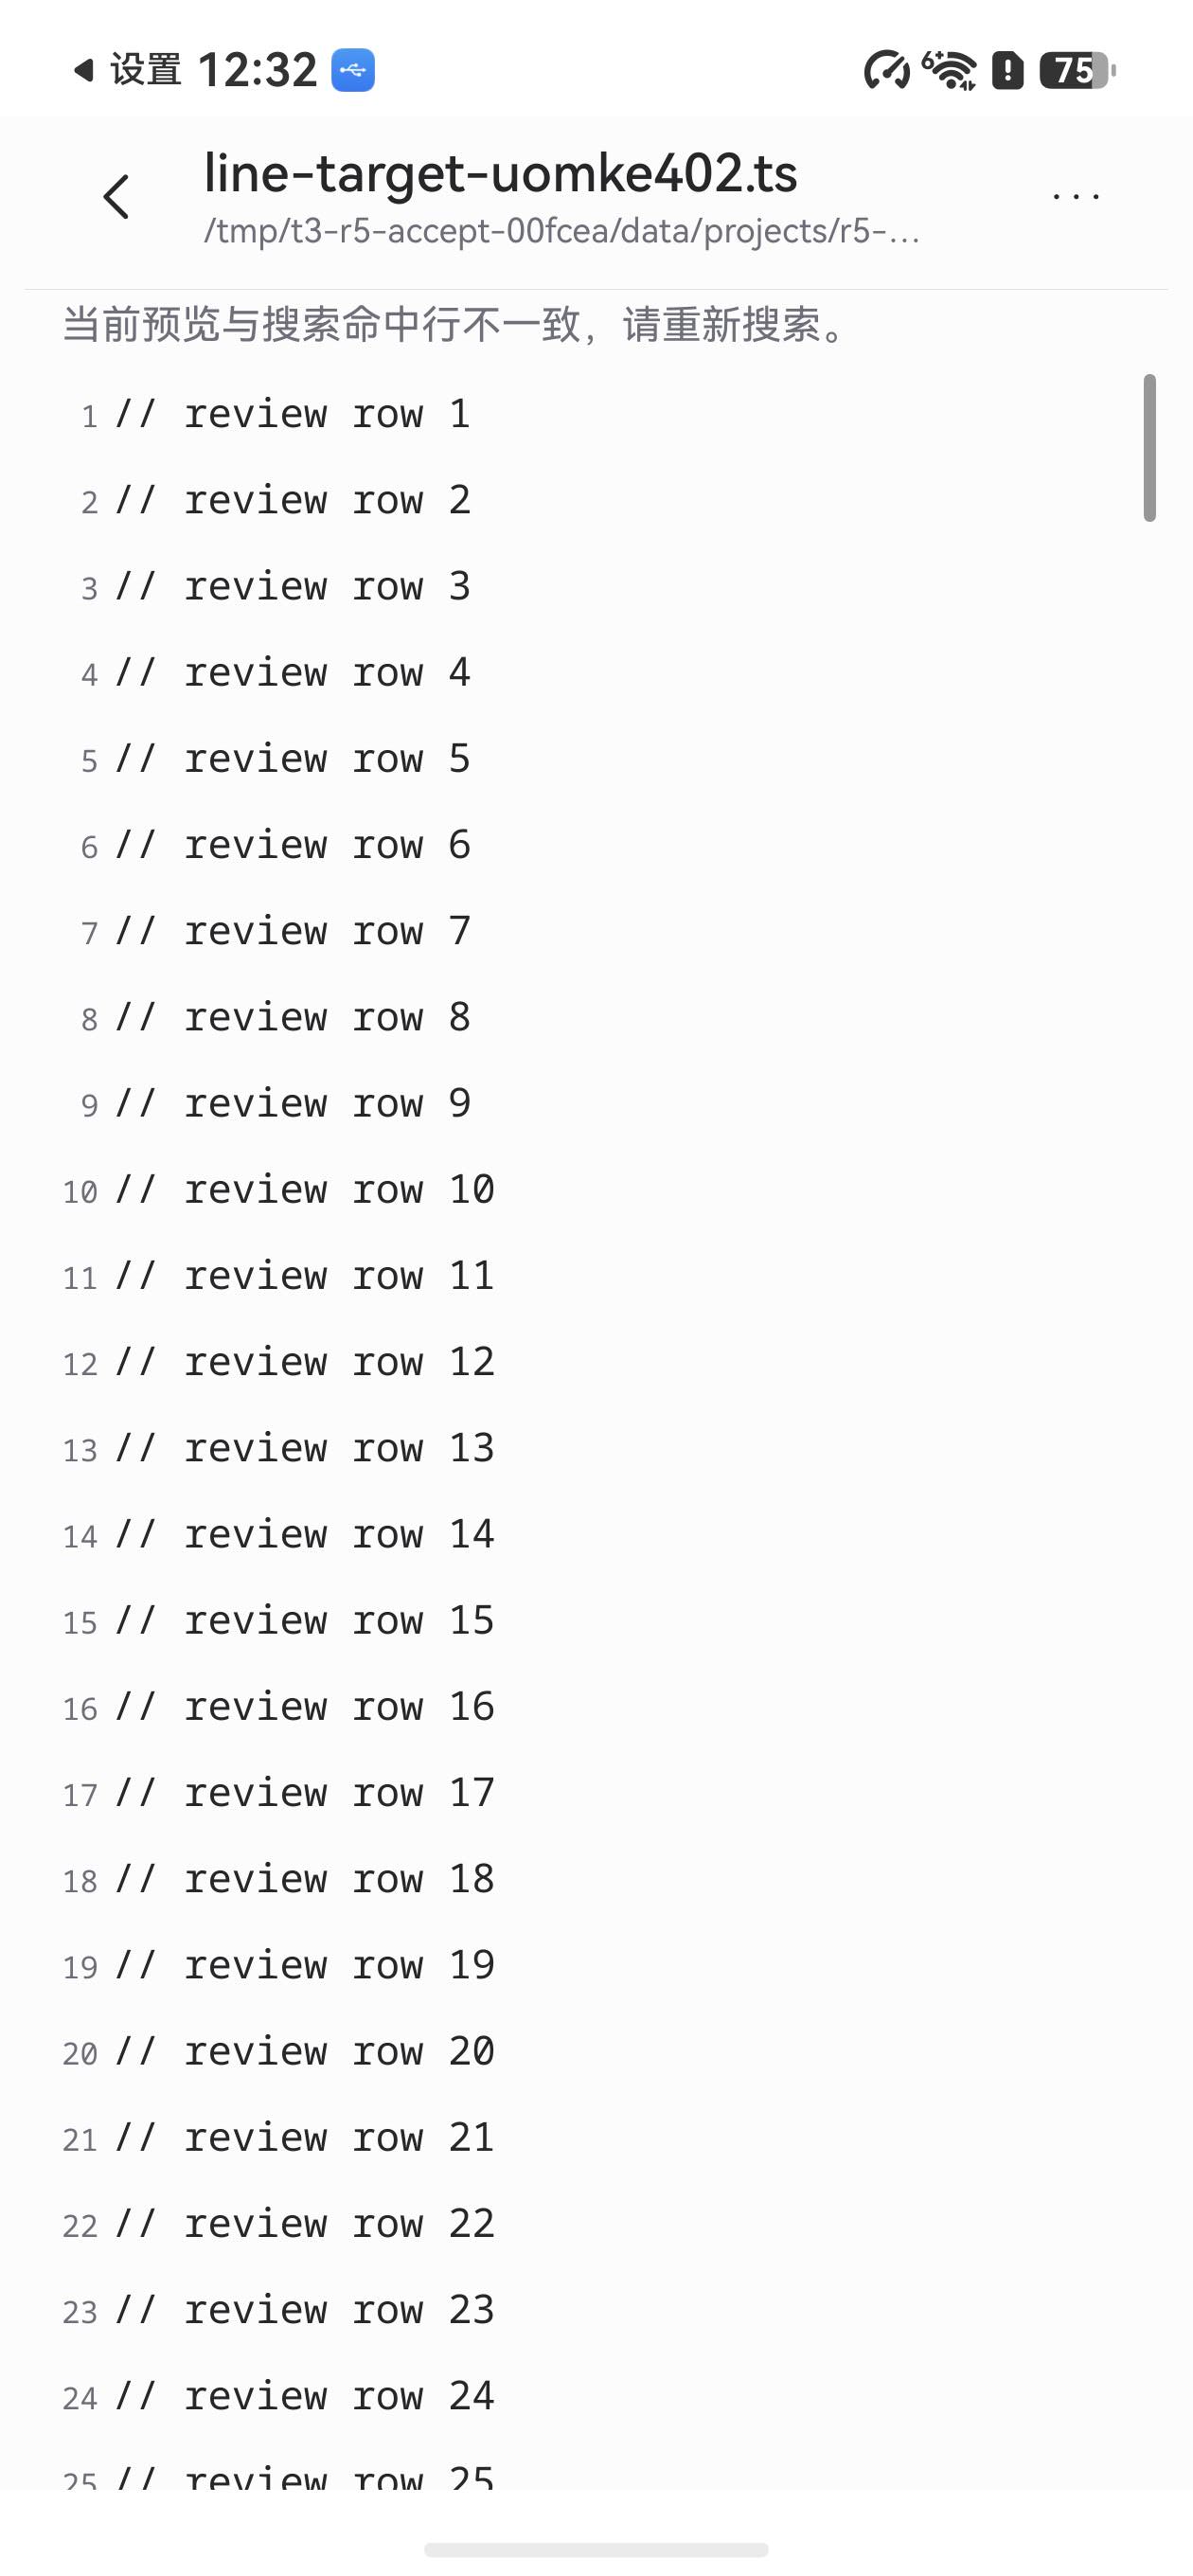 设置 12:32
6+ 75
line-target-uomke402.ts
/tmp/t3-r5-accept-00fcea/data/projects/r5-...
当前预览与搜索命中行不一致，请重新搜索。
1 // review row 1
2 // review row 2
3 // review row 3
4 // review row 4
5 // review row 5
6 // review row 6
7 // review row 7
8 // review row 8
9 // review row 9
10 // review row 10
11 // review row 11
12 // review row 12
13 // review row 13
14 // review row 14
15 // review row 15
16 // review row 16
17 // review row 17
18 // review row 18
19 // review row 19
20 // review row 20
21 // review row 21
22 // review row 22
23 // review row 23
24 // review row 24
25 // review row 25